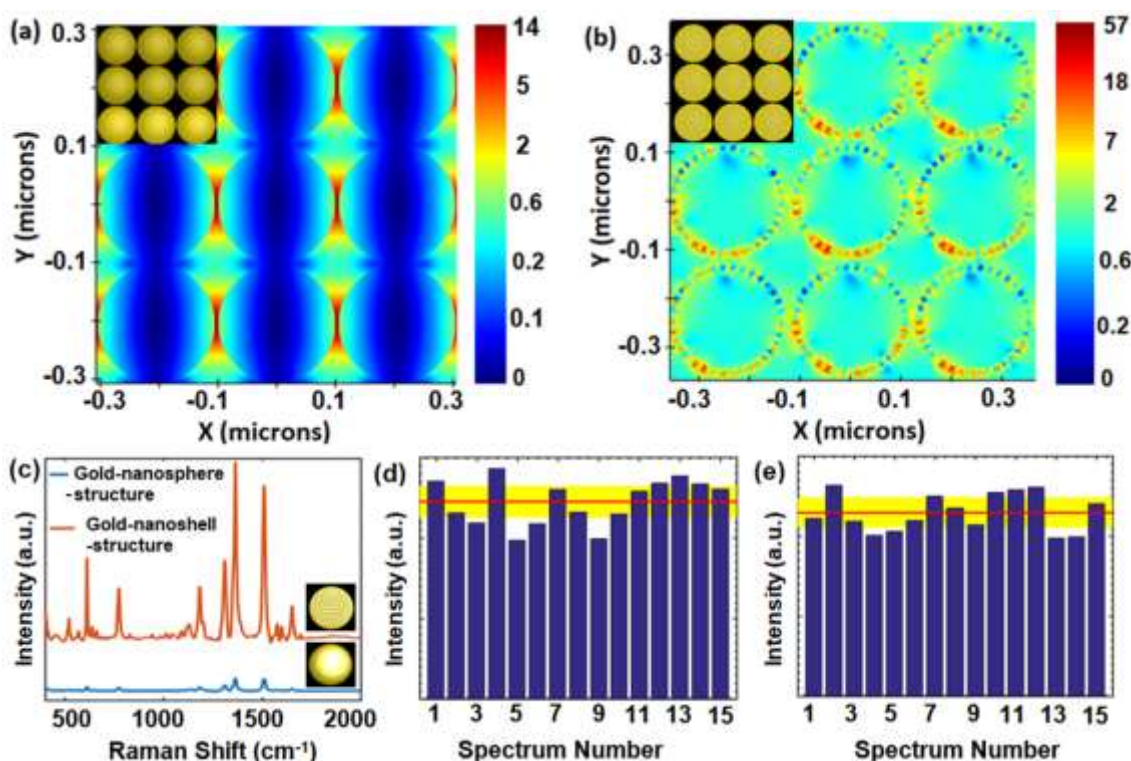 (a)
0.3
0.1
-0.1
-0.3
Y (microns)
-0.3 -0.1 0.1 0.3
X (microns)
14
5
2
0.6
0.2
0.1
0
(b)
0.3
0.1
-0.1
-0.3
Y (microns)
-0.3 -0.1 0.1 0.3
X (microns)
57
18
7
2
0.6
0.2
0
(c)
Gold-nanosphere
-structure
Gold-nanoshell
-structure
Intensity (a.u.)
500 1000 1500 2000
Raman Shift (cm⁻¹)
(d)
Intensity (a.u.)
1 3 5 7 9 11 13 15
Spectrum Number
(e)
Intensity (a.u.)
1 3 5 7 9 11 13 15
Spectrum Number